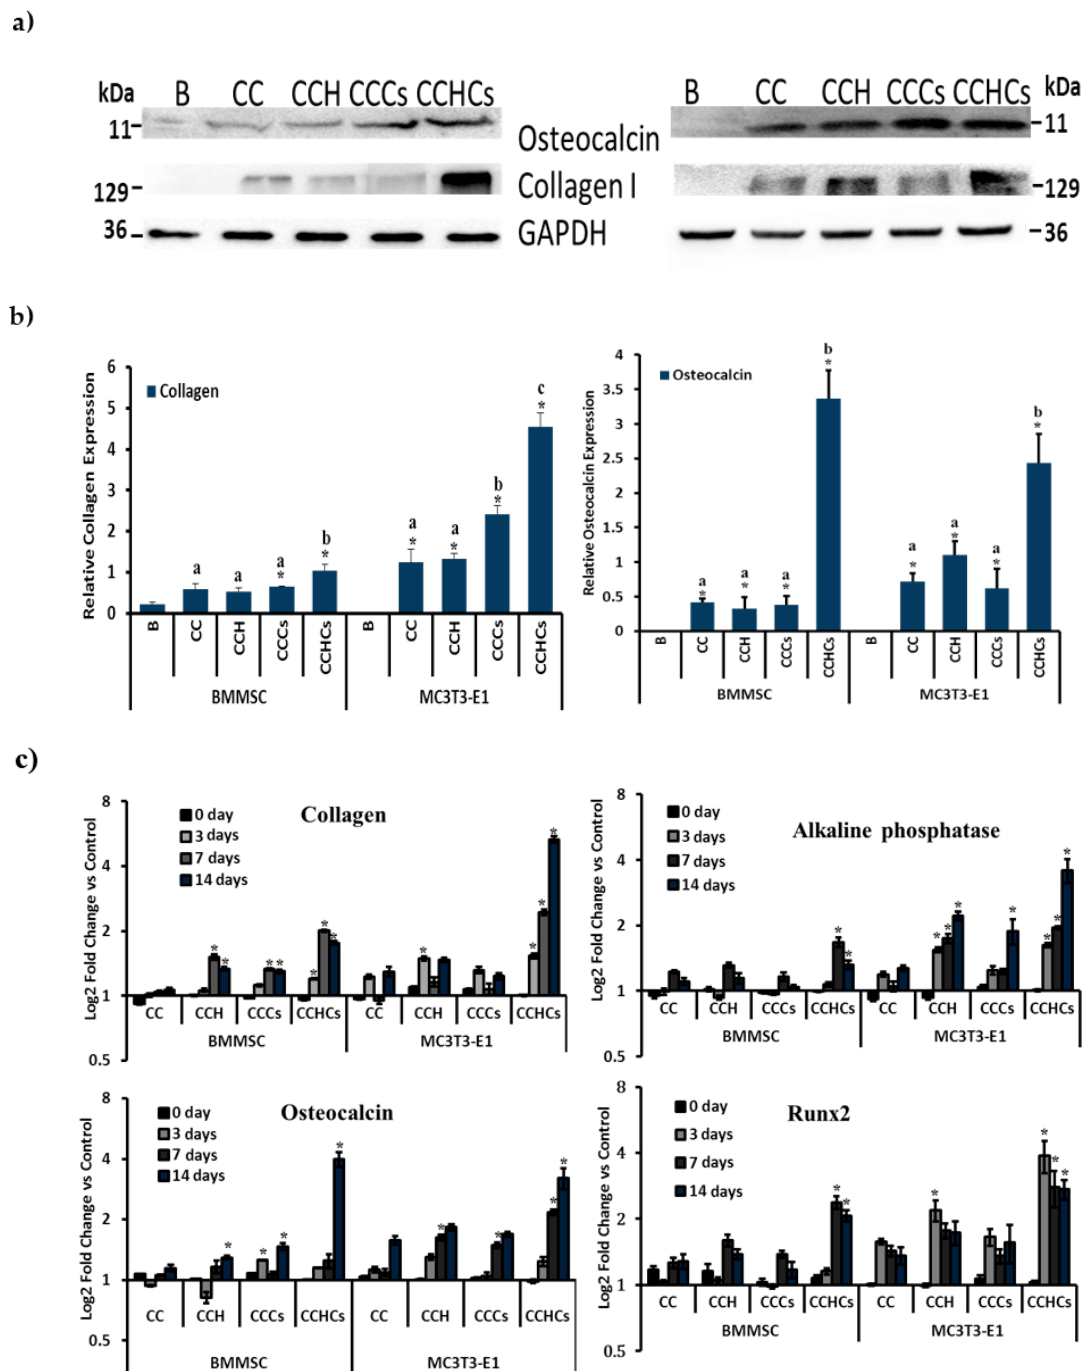 a)
kDa B CC CCH CCCs CCHCs
B CC CCH CCCs CCHCs kDa
11 Osteocalcin 11
129 Collagen I 129
36 GAPDH 36
b)
Relative Collagen Expression
6
5
4
3
2
1
0
Collagen
a a a * b *
a * a * b * c *
B CC CCH CCCs CCHCs B CC CCH CCCs CCHCs
BMMSC MC3T3-E1
Relative Osteocalcin Expression
4
3.5
3
2.5
2
1.5
1
0.5
0
Osteocalcin
a * a * a * b *
a * a * a * b *
B CC CCH CCCs CCHCs B CC CCH CCCs CCHCs
BMMSC MC3T3-E1
c)
Log2 Fold Change vs Control
8
4
2
1
0.5
0 day
3 days
7 days
14 days
Collagen
* * * * * * * * * * *
CC CCH CCCs CCHCs CC CCH CCCs CCHCs
BMMSC MC3T3-E1
Log2 Fold Change vs Control
8
4
2
1
0.5
0 day
3 days
7 days
14 days
Alkaline phosphatase
* * * * * * * * *
CC CCH CCCs CCHCs CC CCH CCCs CCHCs
BMMSC MC3T3-E1
Log2 Fold Change vs Control
8
4
2
1
0.5
0 day
3 days
7 days
14 days
Osteocalcin
* * * * * * * *
CC CCH CCCs CCHCs CC CCH CCCs CCHCs
BMMSC MC3T3-E1
Log2 Fold Change vs Control
8
4
2
1
0.5
0 day
3 days
7 days
14 days
Runx2
* * * * * *
CC CCH CCCs CCHCs CC CCH CCCs CCHCs
BMMSC MC3T3-E1